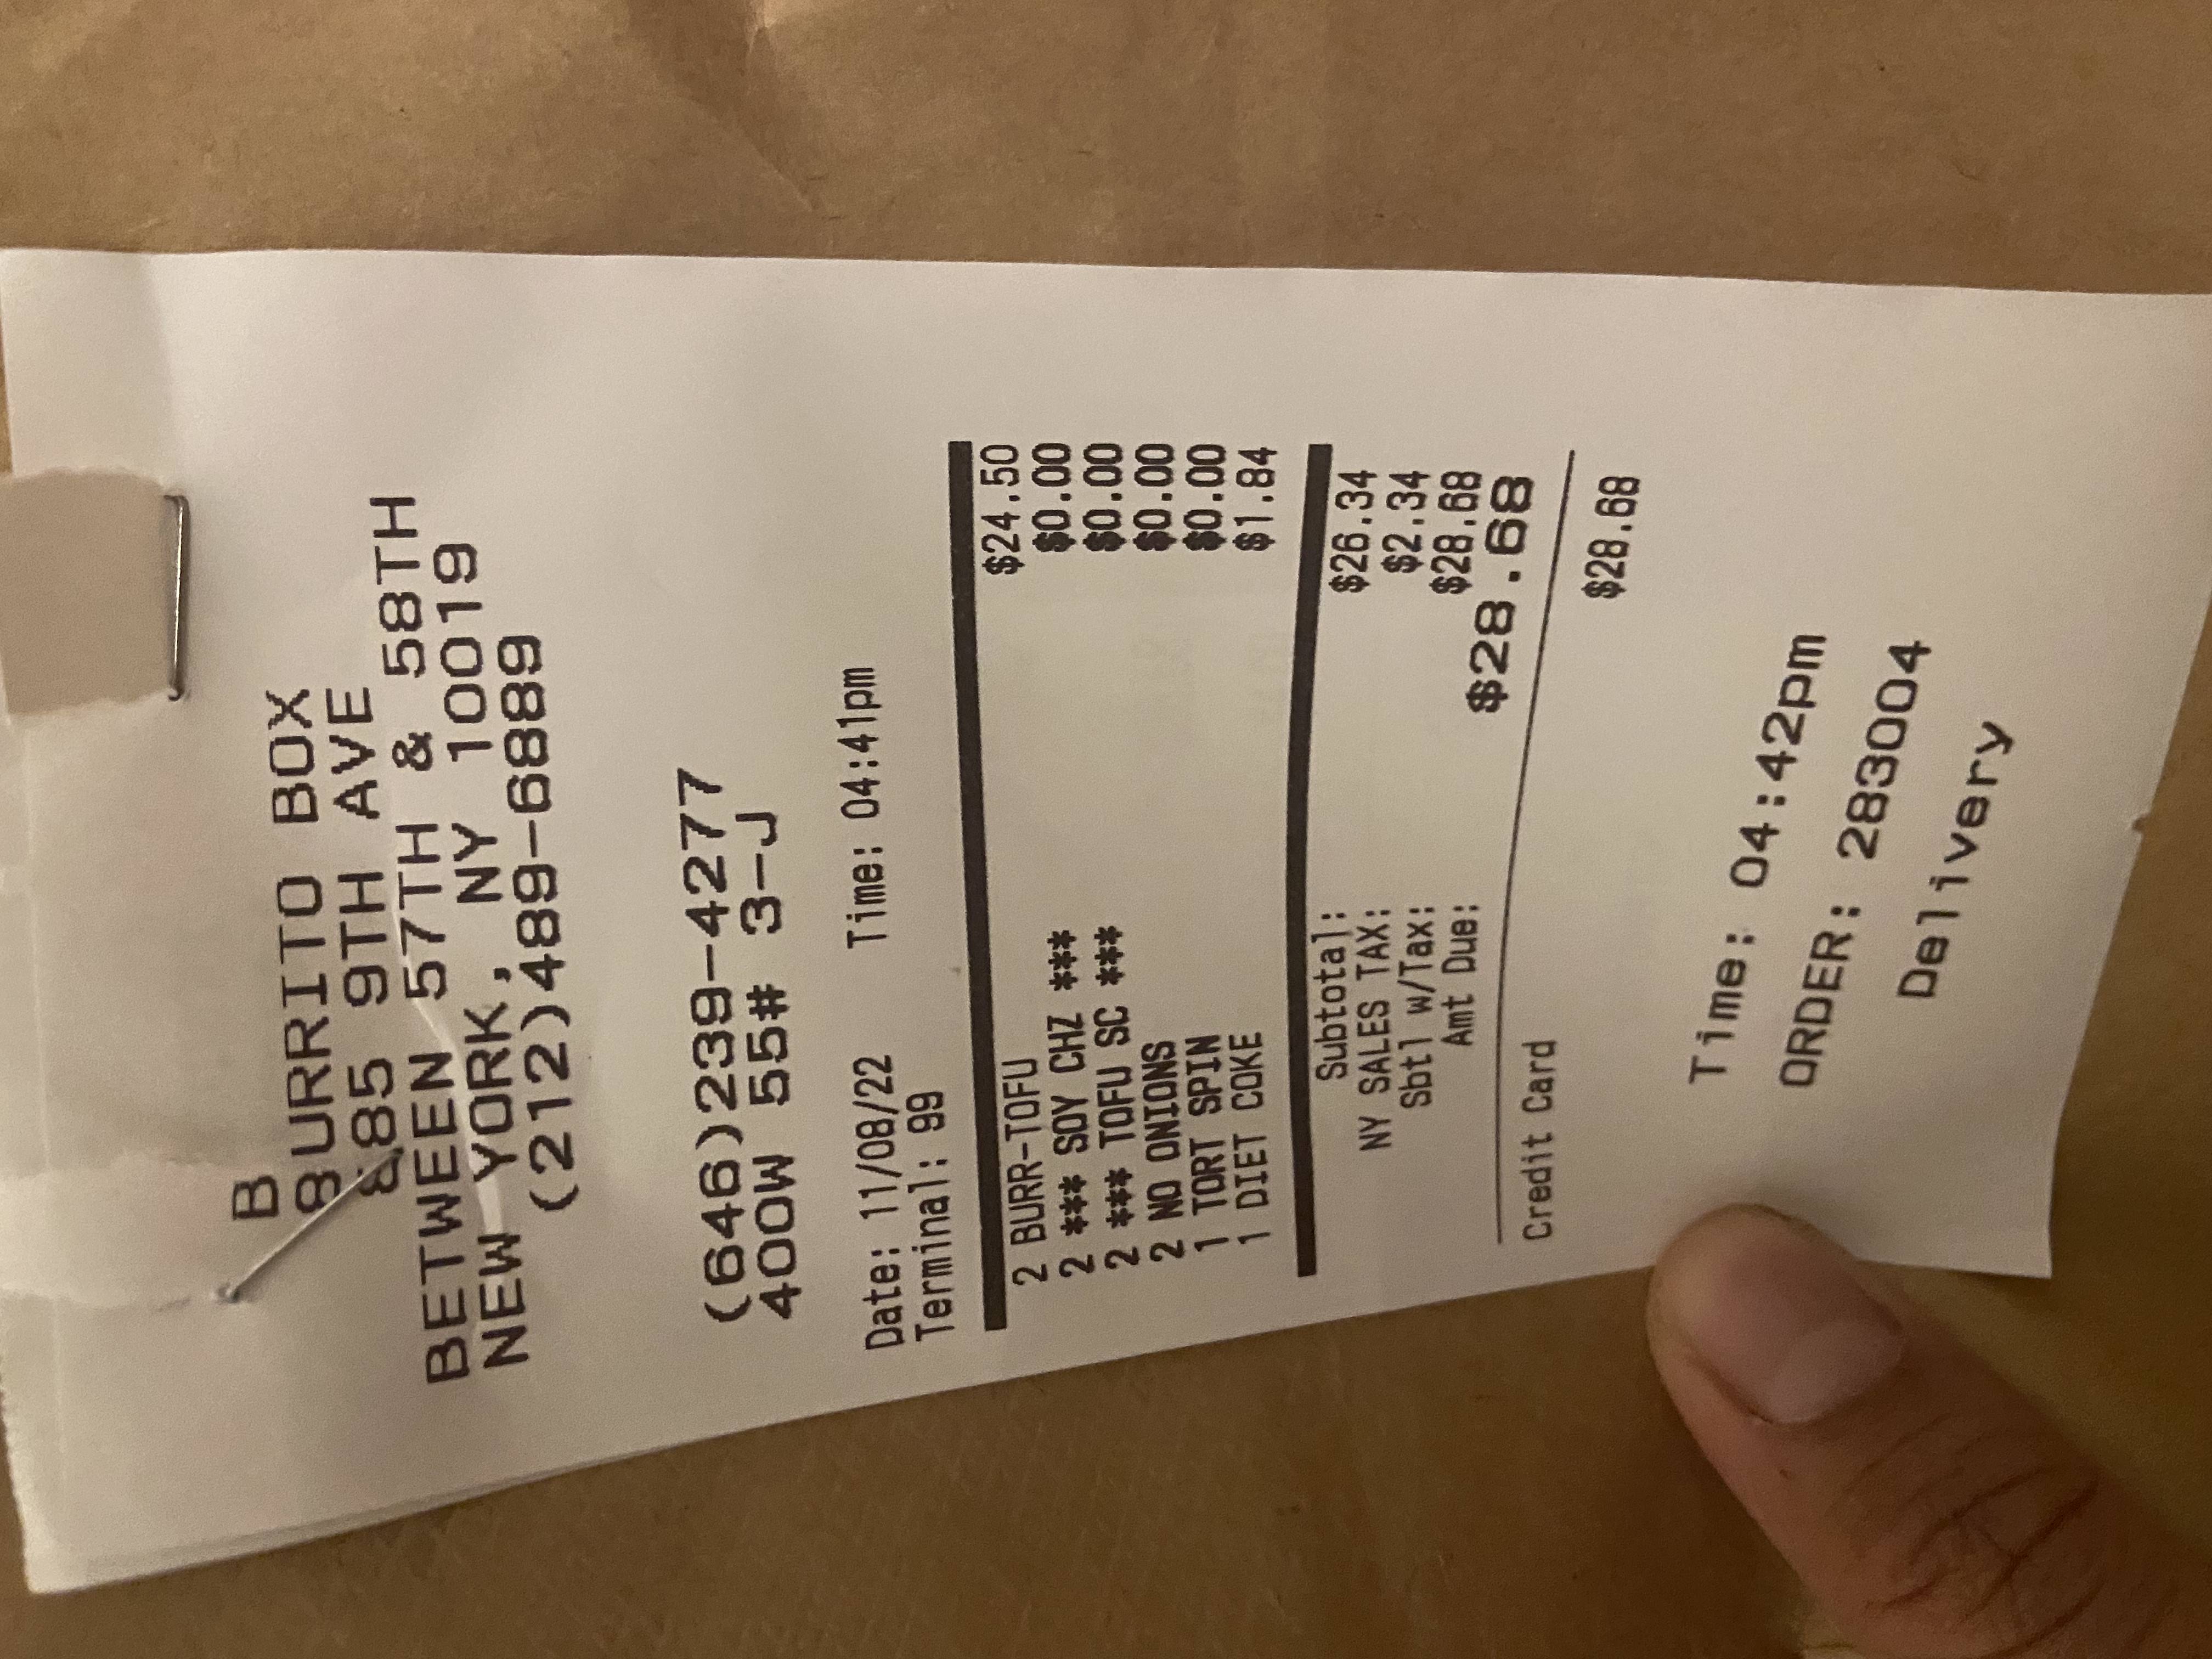 B
BURRITO BOX
885 9TH AVE
BETWEEN 57TH & 58TH
NEW YORK, NY 10019
(212)489-6889
(646)239-4277
400W 55# 3-J
Date: 11/08/22 Time: 04:41pm
Terminal: 99
2 BURR-TOFU $24.50
2 *** SOY CHZ *** $0.00
2 *** TOFU SC *** $0.00
2 NO ONIONS $0.00
1 TORT SPIN $0.00
1 DIET COKE $1.84
Subtotal: $26.34
NY SALES TAX: $2.34
Sbtl w/Tax: $28.68
Amt Due: $28.68
Credit Card $28.68
Time: 04:42pm
ORDER: 283004
Delivery